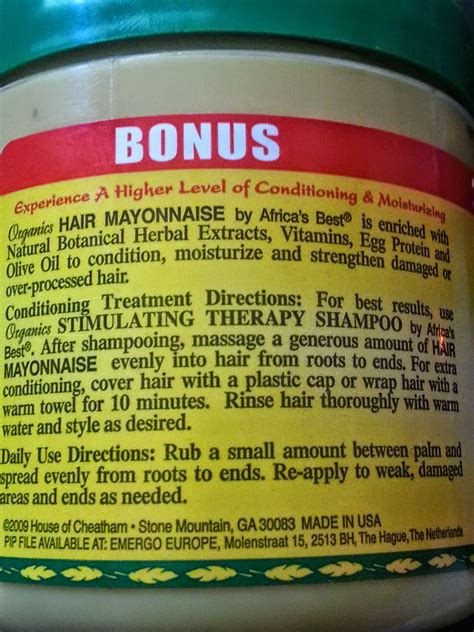 BONUS
Experience A Higher Level of Conditioning & Moisturizing
Organics HAIR MAYONNAISE by Africa's Best® is enriched with
Natural Botanical Herbal Extracts, Vitamins, Egg Protein and
Olive Oil to condition, moisturize and strengthen damaged or
over-processed hair.
Conditioning Treatment Directions: For best results, use
Organics STIMULATING THERAPY SHAMPOO by Africa's
Best®. After shampooing, massage a generous amount of HAIR
MAYONNAISE evenly into hair from roots to ends. For extra
conditioning, cover hair with a plastic cap or wrap hair with a
warm towel for 10 minutes. Rinse hair thoroughly with warm
water and style as desired.
Daily Use Directions: Rub a small amount between palm and
spread evenly from roots to ends. Re-apply to weak, damaged
areas and ends as needed.
©2009 House of Cheatham • Stone Mountain, GA 30083 MADE IN USA
PIP FILE AVAILABLE AT: EMERGO EUROPE, Molenstraat 15, 2513 BH, The Hague, The Netherlands